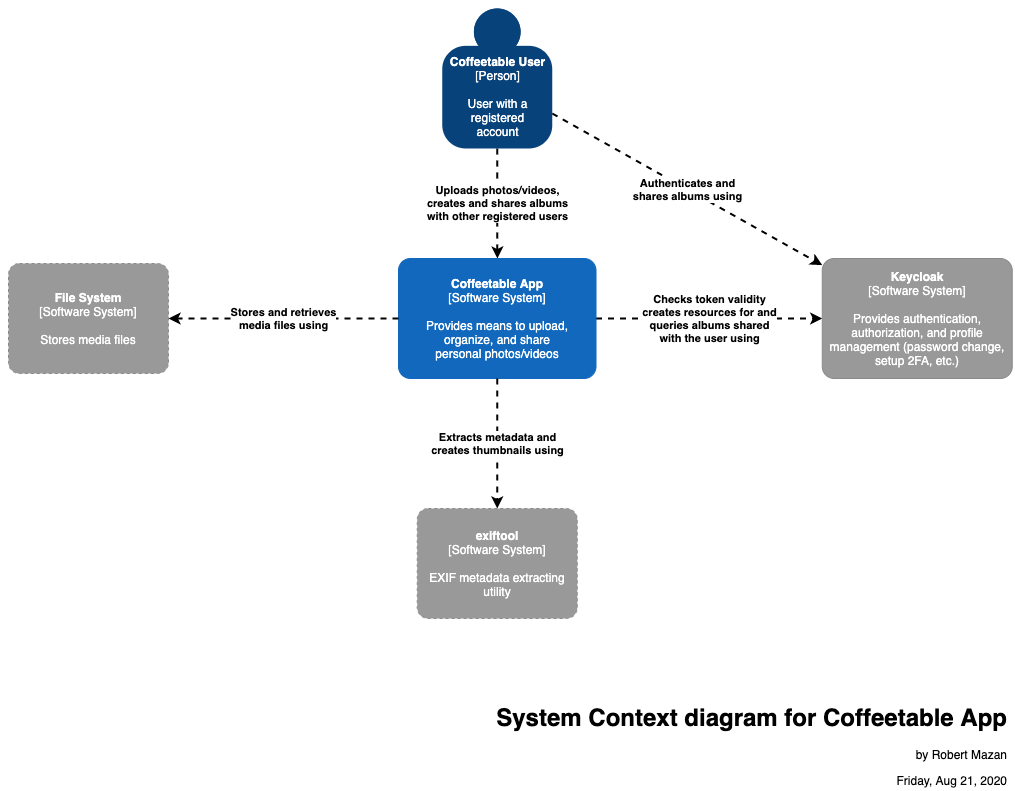 Coffeetable User
[Person]
User with a
registered
account
Uploads photos/videos,
creates and shares albums
with other registered users
Authenticates and
shares albums using
File System
[Software System]
Stores media files
Stores and retrieves
media files using
Coffeetable App
[Software System]
Provides means to upload,
organize, and share
personal photos/videos
Checks token validity
creates resources for and
queries albums shared
with the user using
Keycloak
[Software System]
Provides authentication,
authorization, and profile
management (password change,
setup 2FA, etc.)
Extracts metadata and
creates thumbnails using
exiftool
[Software System]
EXIF metadata extracting
utility
System Context diagram for Coffeetable App
by Robert Mazan
Friday, Aug 21, 2020